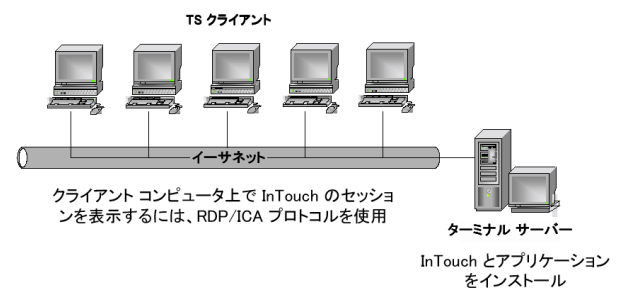 TS クライアント
イーサネット
クライアント コンピュータ上で InTouch のセッショ
ンを表示するには、RDP/ICA プロトコルを使用
ターミナル サーバー
InTouch とアプリケーション
をインストール